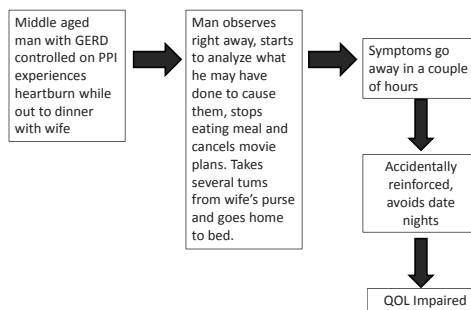 Middle aged
man with GERD
controlled on PPI
experiences
heartburn while
out to dinner
with wife
Man observes
right away, starts
to analyze what
he may have
done to cause
them, stops
eating meal and
cancels movie
plans. Takes
several tums
from wife's purse
and goes home
to bed.
Symptoms go
away in a couple
of hours
Accidentally
reinforced,
avoids date
nights
QOL Impaired